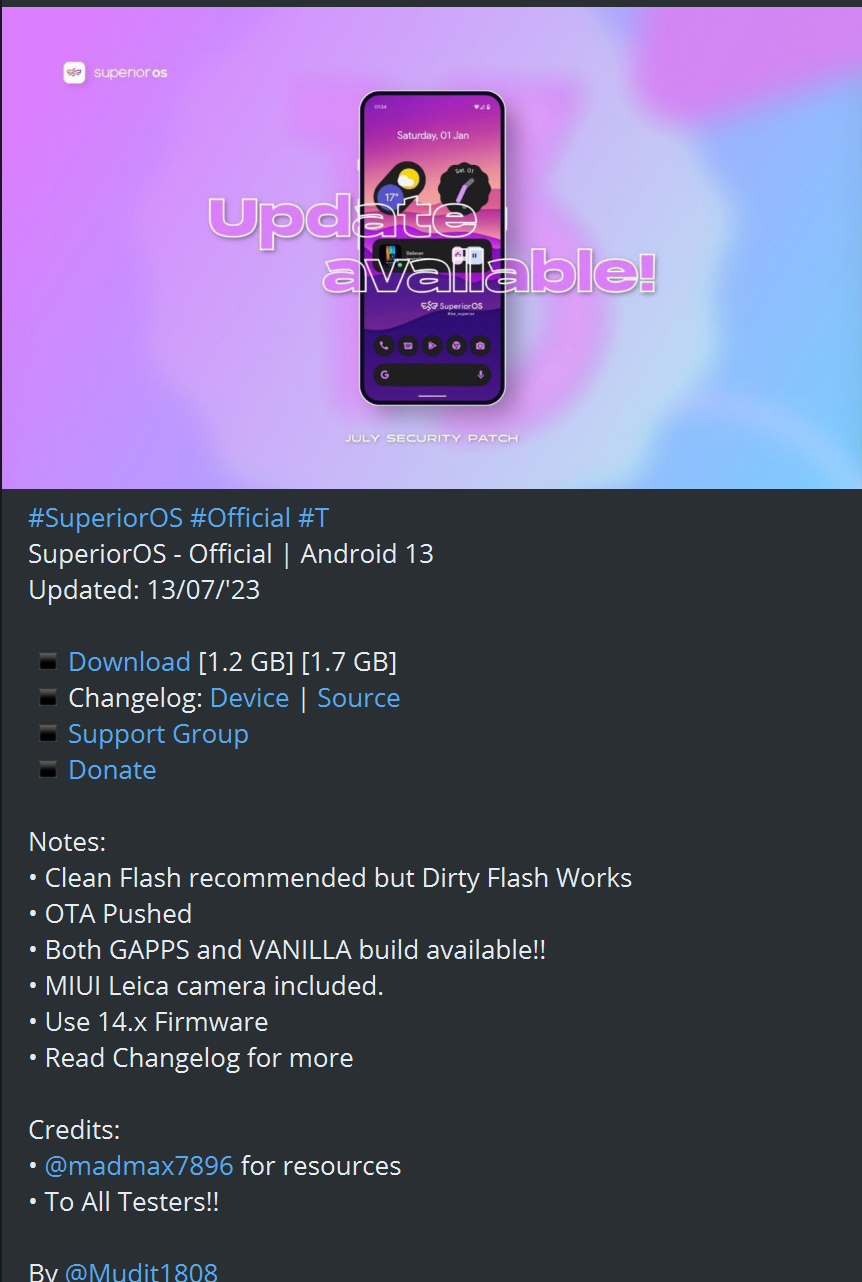 superior os
01:34
Saturday, 01 Jan
Sat, 01
17°
Update
available!
SuperiorOS
JULY SECURITY PATCH
#SuperiorOS #Official #T
SuperiorOS - Official | Android 13
Updated: 13/07/'23
Download [1.2 GB] [1.7 GB]
Changelog: Device | Source
Support Group
Donate
Notes:
• Clean Flash recommended but Dirty Flash Works
• OTA Pushed
• Both GAPPS and VANILLA build available!!
• MIUI Leica camera included.
• Use 14.x Firmware
• Read Changelog for more
Credits:
• @madmax7896 for resources
• To All Testers!!
By @Mudit1808